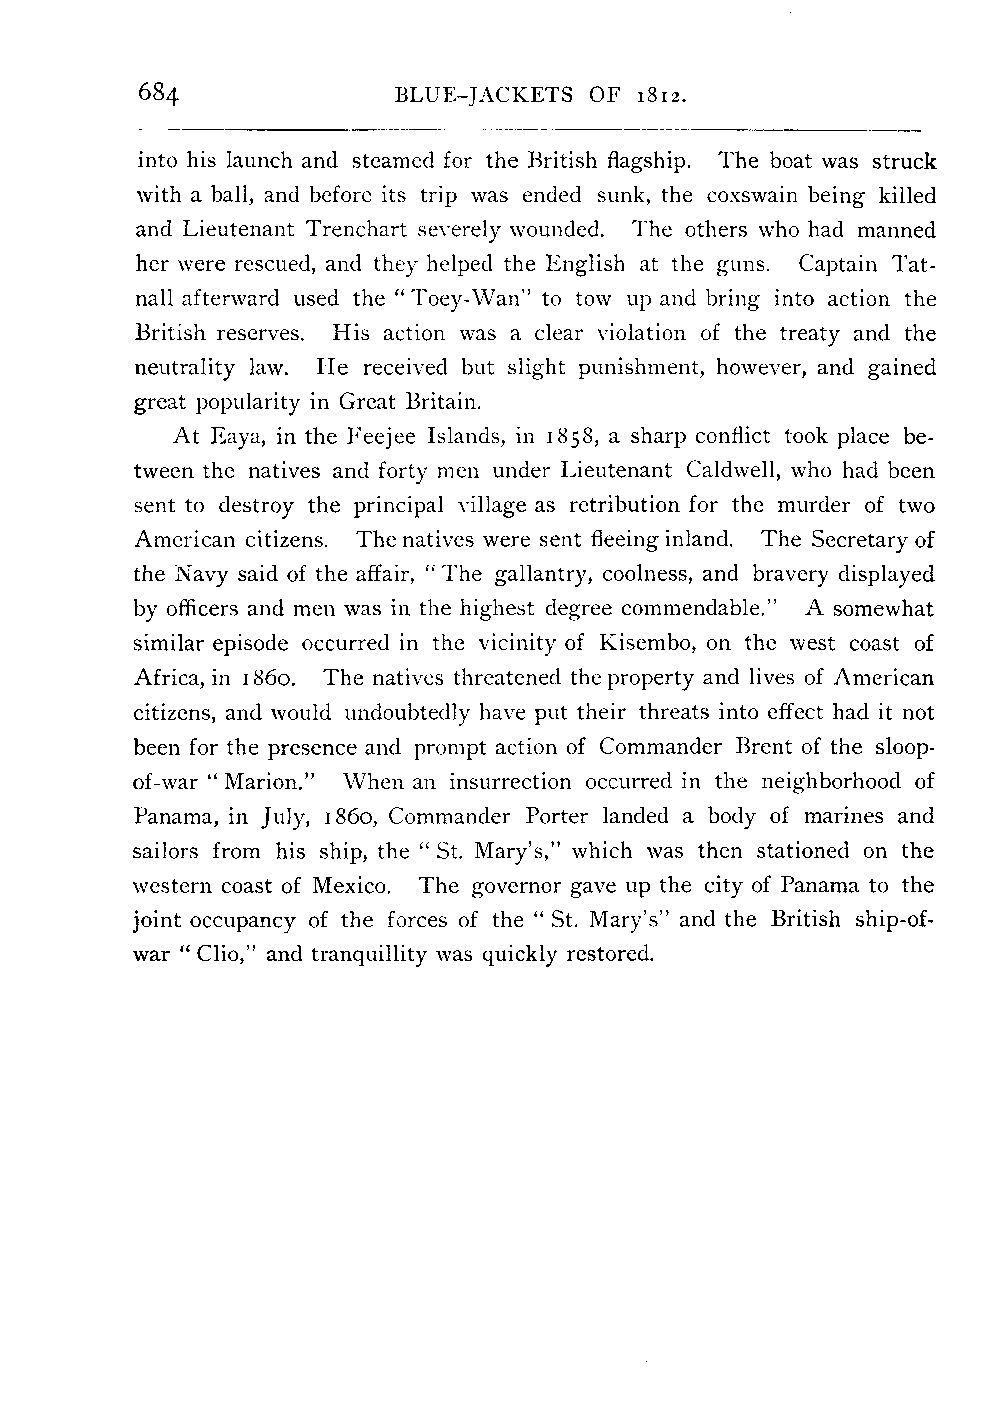 684 BLUE-JACKETS OF 1812.
into his launch and steamed for the British flagship. The boat was struck
with a ball, and before its trip was ended sunk, the coxswain being killed
and Lieutenant Trenchart severely wounded. The others who had manned
her were rescued, and they helped the English at the guns. Captain Tat-
nall afterward used the “Toey-Wan” to tow up and bring into action the
British reserves. His action was a clear violation of the treaty and the
neutrality law. He received but slight punishment, however, and gained
great popularity in Great Britain.
At Eaya, in the Feejee Islands, in 1858, a sharp conflict took place be-
tween the natives and forty men under Lieutenant Caldwell, who had been
sent to destroy the principal village as retribution for the murder of two
American citizens. The natives were sent fleeing inland. The Secretary of
the Navy said of the affair, “The gallantry, coolness, and bravery displayed
by officers and men was in the highest degree commendable.” A somewhat
similar episode occurred in the vicinity of Kisembo, on the west coast of
Africa, in 1860. The natives threatened the property and lives of American
citizens, and would undoubtedly have put their threats into effect had it not
been for the presence and prompt action of Commander Brent of the sloop-
of-war “Marion.” When an insurrection occurred in the neighborhood of
Panama, in July, 1860, Commander Porter landed a body of marines and
sailors from his ship, the “St. Mary’s,” which was then stationed on the
western coast of Mexico. The governor gave up the city of Panama to the
joint occupancy of the forces of the “St. Mary’s” and the British ship-of-
war “Clio,” and tranquillity was quickly restored.